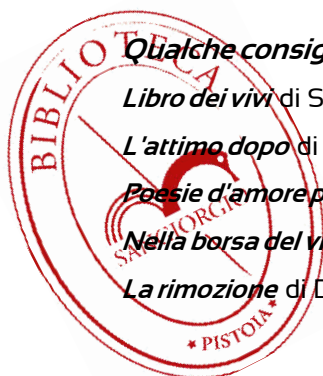 Qualche consig
Libro dei vivi di S
L'attimo dopo di
Poesie d'amore p
Nella borsa del vi
La rimozione di D
BIBLIOTECA
SAN GIORGIO
* PISTOIA *